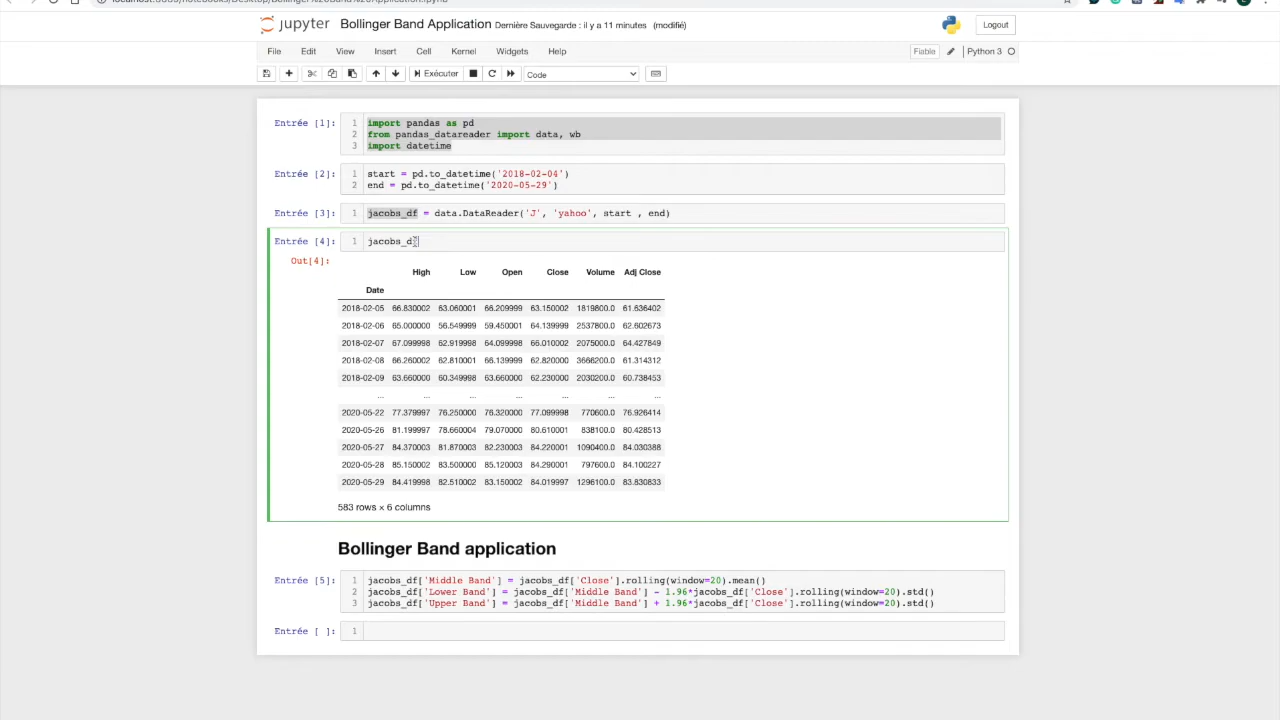 jupyter Bollinger Band Application Dernière Sauvegarde : il y a 11 minutes (modifié) Logout
File Edit View Insert Cell Kernel Widgets Help Fiable Python 3
Exécuter Code
Entrée [1]: 1 import pandas as pd
2 from pandas_datareader import data, wb
3 import datetime
Entrée [2]: 1 start = pd.to_datetime('2018-02-04')
2 end = pd.to_datetime('2020-05-29')
Entrée [3]: 1 jacobs_df = data.DataReader('J', 'yahoo', start , end)
Entrée [4]: 1 jacobs_df
Out[4]:
High Low Open Close Volume Adj Close
Date
2018-02-05 66.830002 63.060001 66.209999 63.150002 1819800.0 61.636402
2018-02-06 65.000000 56.549999 59.450001 64.139999 2537800.0 62.602673
2018-02-07 67.099998 62.919998 64.099998 66.010002 2075000.0 64.427849
2018-02-08 66.260002 62.810001 66.139999 62.820000 3666200.0 61.314312
2018-02-09 63.660000 60.349998 63.660000 62.230000 2030200.0 60.738453
... ... ... ... ... ... ...
2020-05-22 77.379997 76.250000 76.320000 77.099998 770600.0 76.926414
2020-05-26 81.199997 78.660004 79.070000 80.610001 838100.0 80.428513
2020-05-27 84.370003 81.870003 82.230003 84.220001 1090400.0 84.030388
2020-05-28 85.150002 83.500000 85.120003 84.290001 797600.0 84.100227
2020-05-29 84.419998 82.510002 83.150002 84.019997 1296100.0 83.830833
583 rows × 6 columns
Bollinger Band application
Entrée [5]: 1 jacobs_df['Middle Band'] = jacobs_df['Close'].rolling(window=20).mean()
2 jacobs_df['Lower Band'] = jacobs_df['Middle Band'] - 1.96*jacobs_df['Close'].rolling(window=20).std()
3 jacobs_df['Upper Band'] = jacobs_df['Middle Band'] + 1.96*jacobs_df['Close'].rolling(window=20).std()
Entrée [ ]: 1